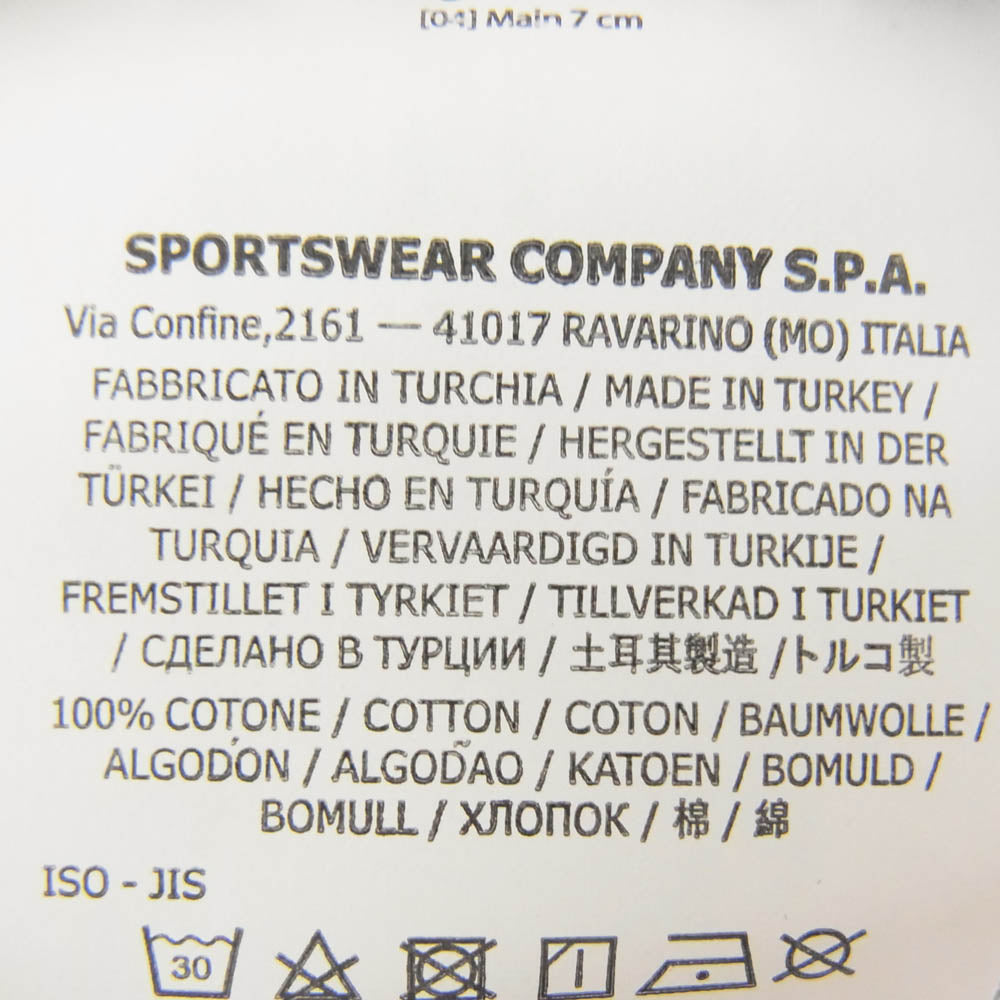 [04] Main 7 cm
SPORTSWEAR COMPANY S.P.A.
Via Confine,2161 — 41017 RAVARINO (MO) ITALIA
FABBRICATO IN TURCHIA / MADE IN TURKEY /
FABRIQUÉ EN TURQUIE / HERGESTELLT IN DER
TÜRKEI / HECHO EN TURQUÍA / FABRICADO NA
TURQUIA / VERVAARDIGD IN TURKIJE /
FREMSTILLET I TYRKIET / TILLVERKAD I TURKIET
/ СДЕЛАНО В ТУРЦИИ / 土耳其製造 /トルコ製
100% COTONE / COTTON / COTON / BAUMWOLLE /
ALGODÓN / ALGODÃO / KATOEN / BOMULD /
BOMULL / ХЛОПОК / 棉 / 綿
ISO - JIS
30